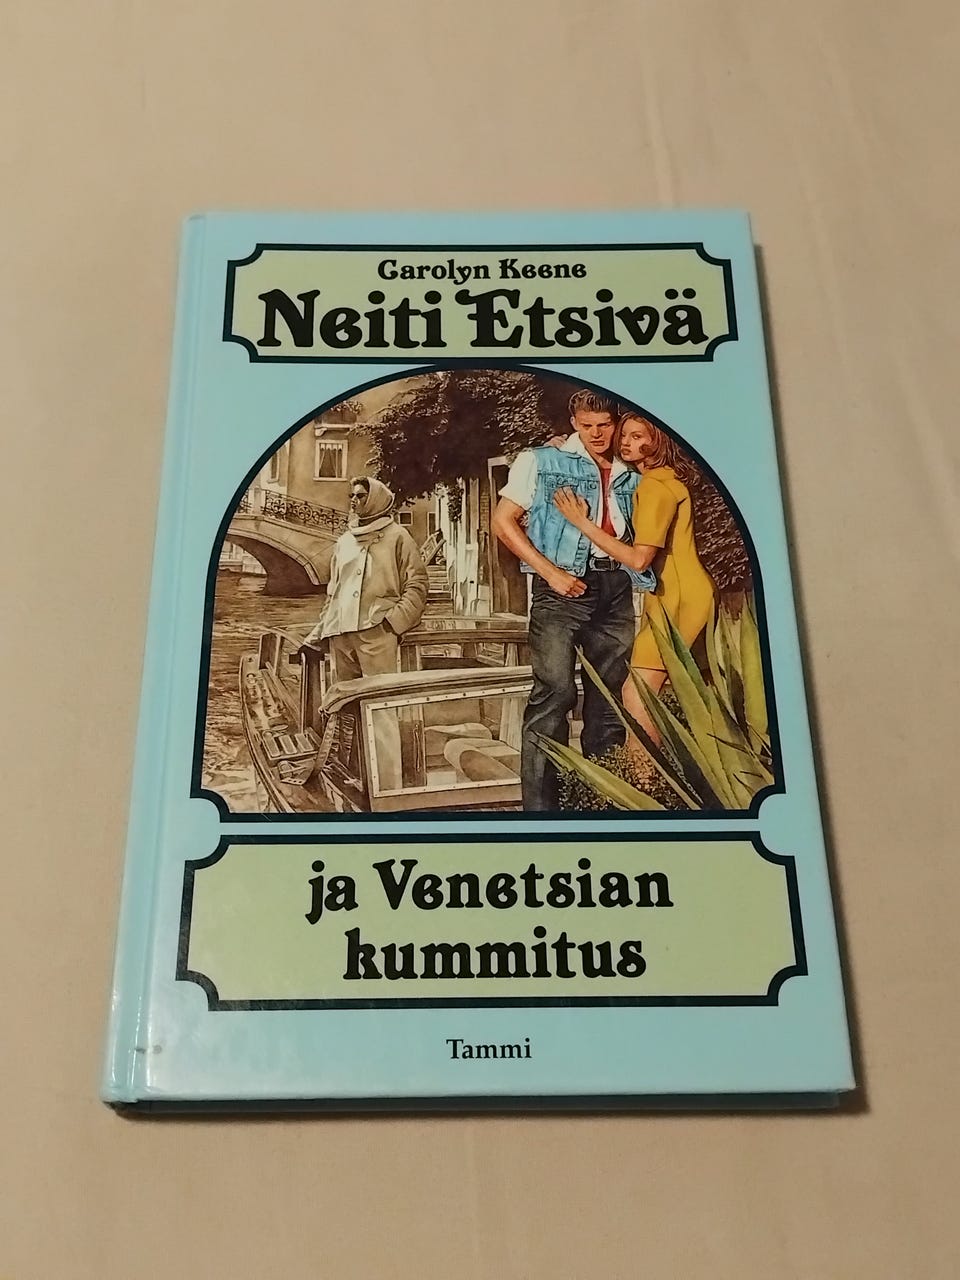 Carolyn Keene
Neiti Etsivä
ja Venetsian
kummitus
Tammi